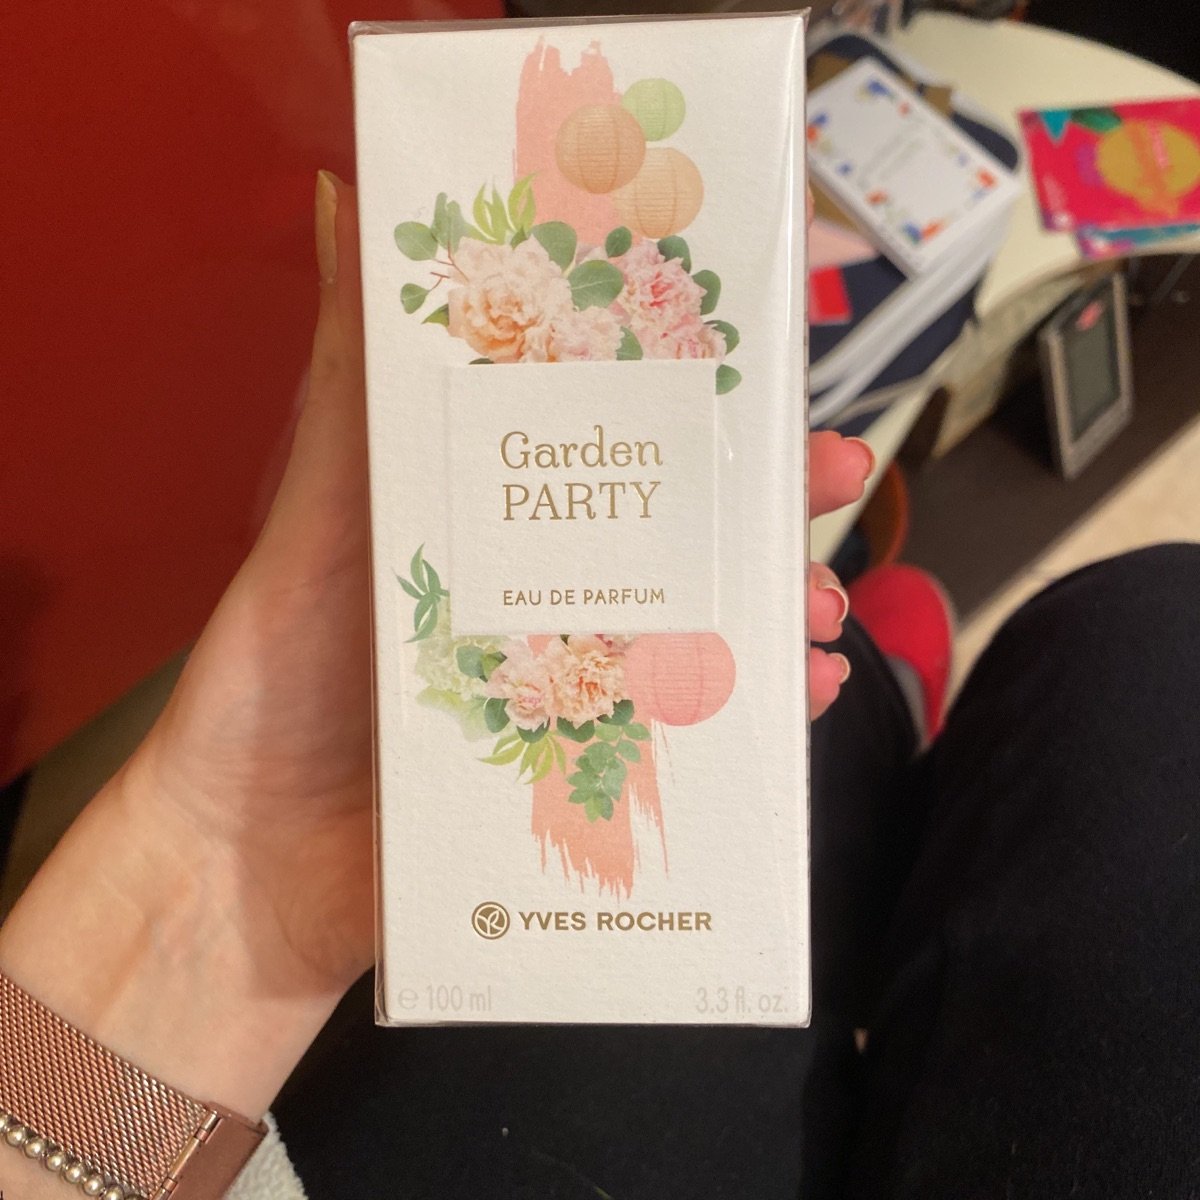 Garden
PARTY
EAU DE PARFUM
YVES ROCHER
℮ 100 ml 3.3 fl. oz.